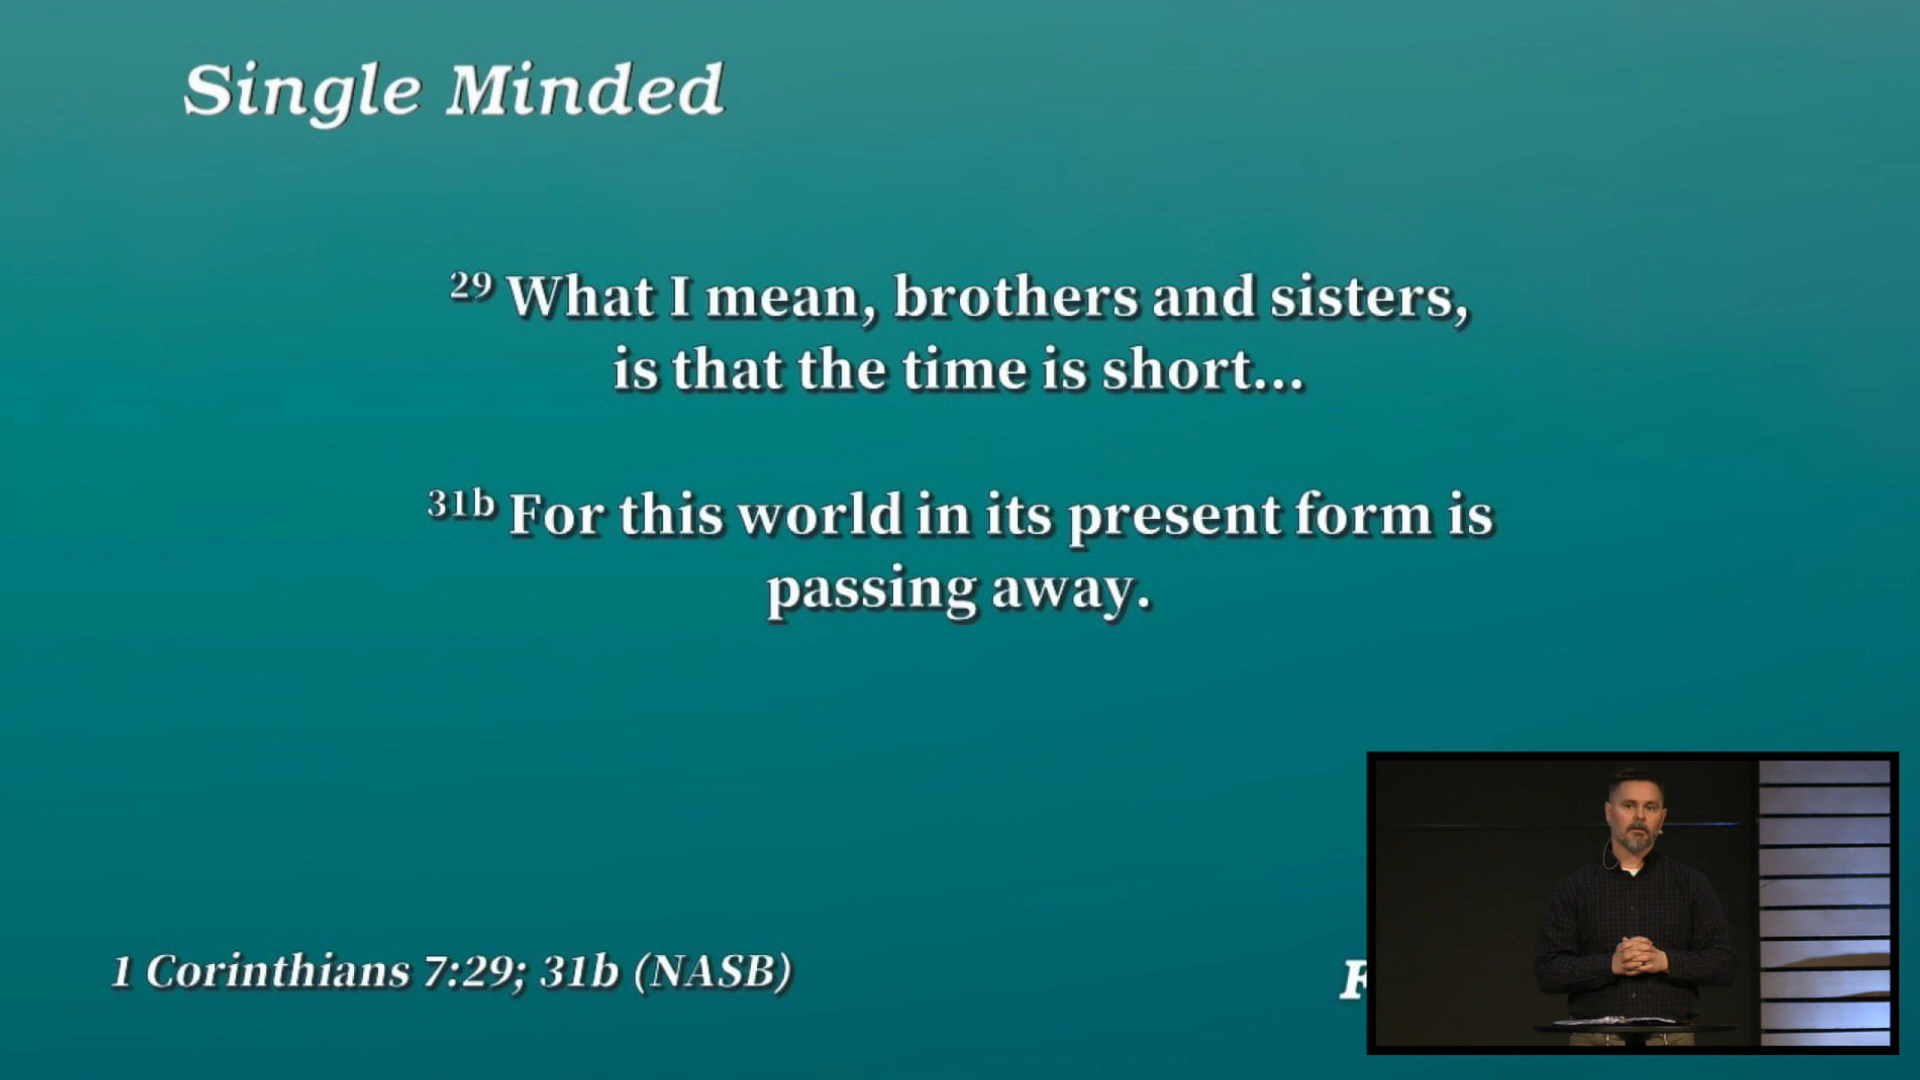 Single Minded
29 What I mean, brothers and sisters,
is that the time is short...
31b For this world in its present form is
passing away.
1 Corinthians 7:29; 31b (NASB)